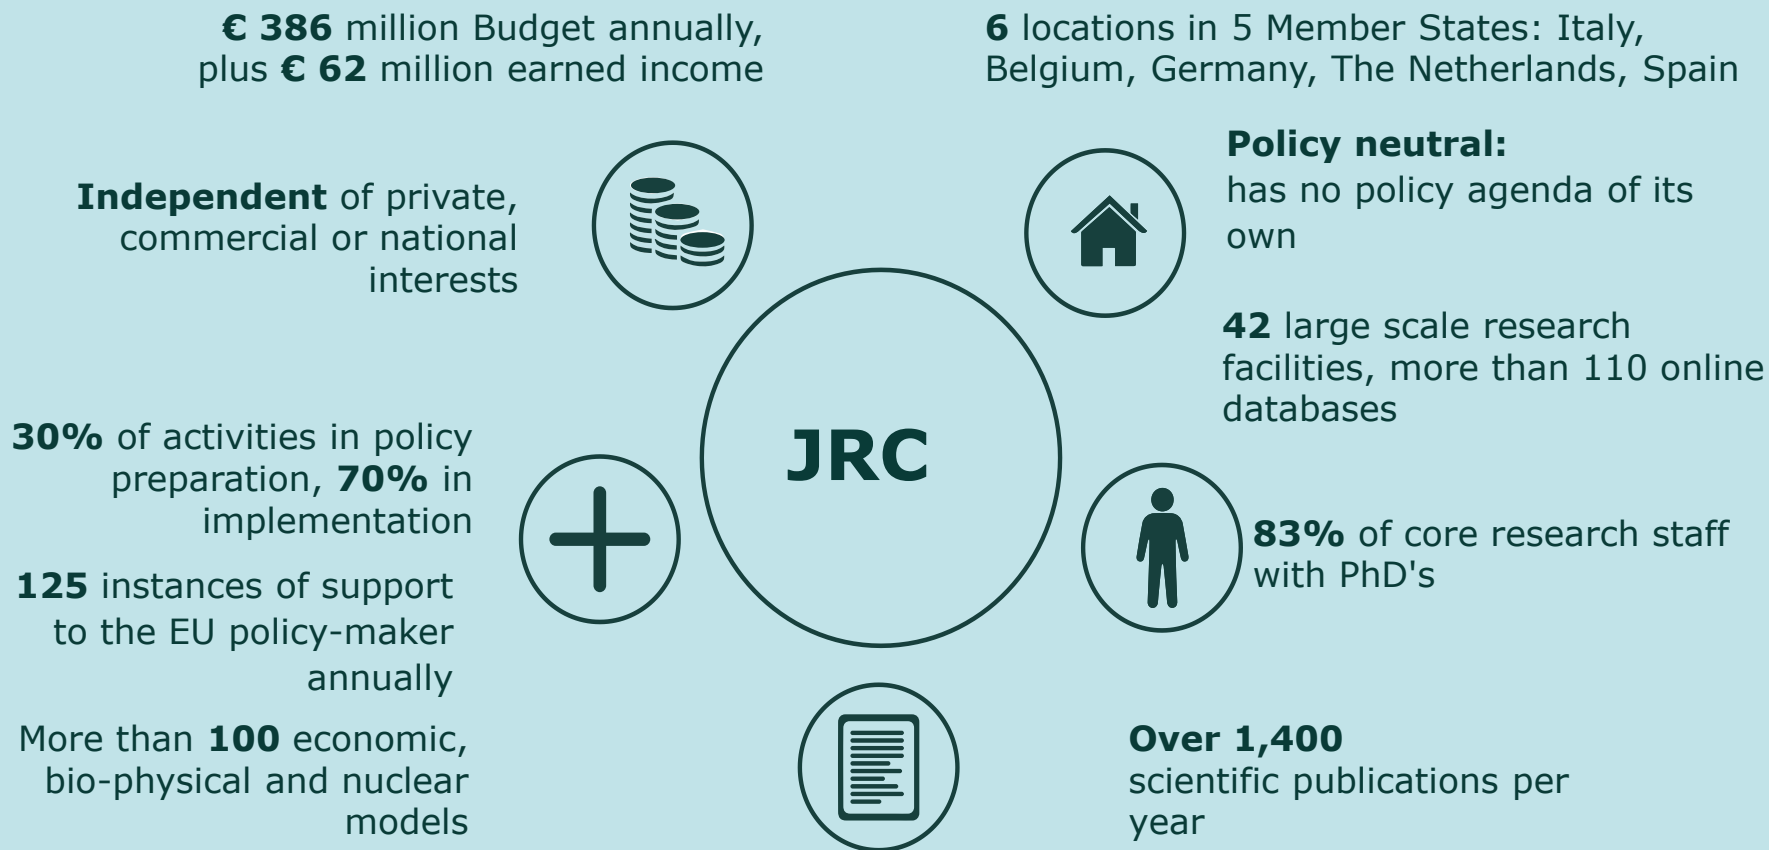 € 386 million Budget annually,
plus € 62 million earned income
6 locations in 5 Member States: Italy,
Belgium, Germany, The Netherlands, Spain
Independent of private,
commercial or national
interests
Policy neutral:
has no policy agenda of its
own
42 large scale research
facilities, more than 110 online
databases
JRC
30% of activities in policy
preparation, 70% in
implementation
83% of core research staff
with PhD's
125 instances of support
to the EU policy-maker
annually
More than 100 economic,
bio-physical and nuclear
models
Over 1,400
scientific publications per
year